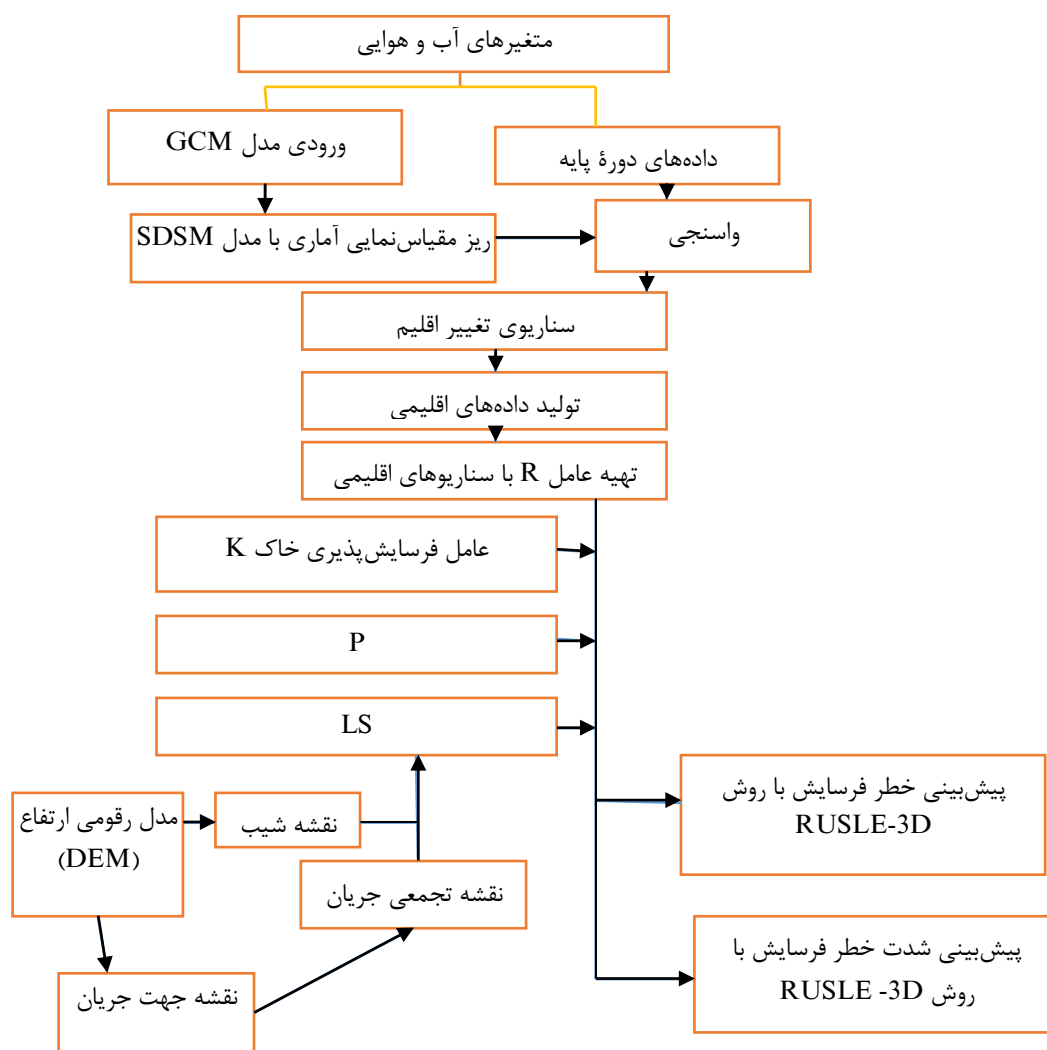 متغیرهای آب و هوایی
ورودی مدل GCM
داده‌های دورۀ پایه
ریز مقیاس‌نمایی آماری با مدل SDSM
واسنجی
سناریوی تغییر اقلیم
تولید داده‌های اقلیمی
تهیه عامل R با سناریوهای اقلیمی
عامل فرسایش‌پذیری خاک K
P
LS
مدل رقومی ارتفاع
(DEM)
نقشه شیب
نقشه تجمعی جریان
نقشه جهت جریان
پیش‌بینی خطر فرسایش با روش
RUSLE-3D
پیش‌بینی شدت خطر فرسایش با
روش RUSLE -3D